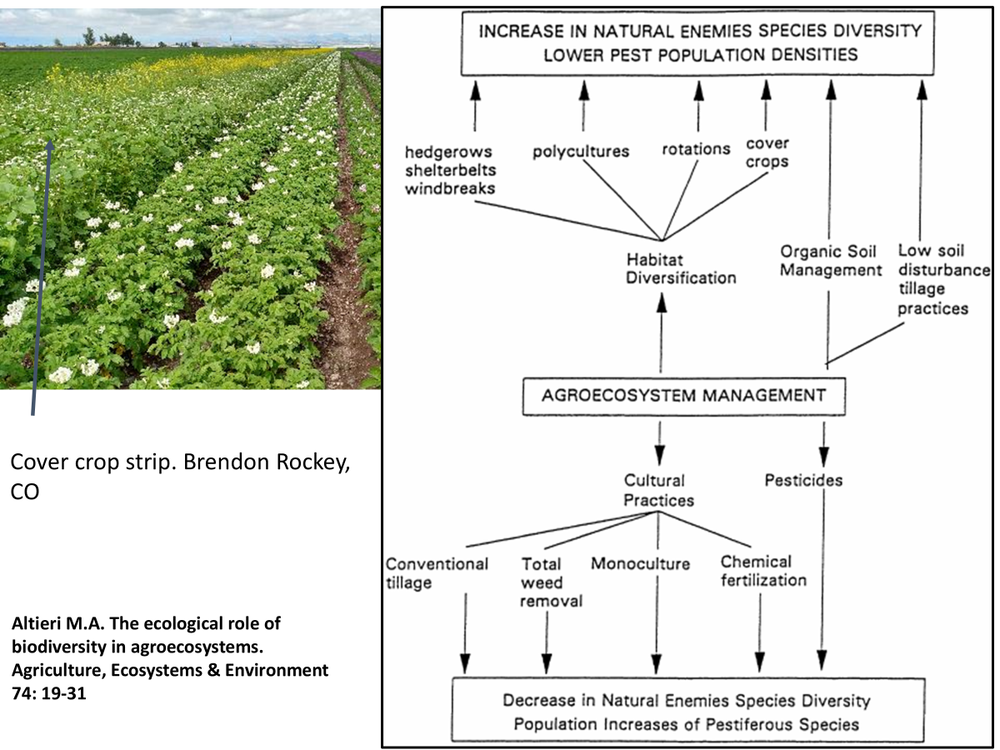 INCREASE IN NATURAL ENEMIES SPECIES DIVERSITY
LOWER PEST POPULATION DENSITIES
hedgerows
shelterbelts
windbreaks
polycultures
rotations
cover
crops
Habitat
Diversification
Organic Soil
Management
Low soil
disturbance
tillage
practices
AGROECOSYSTEM MANAGEMENT
Cultural
Practices
Pesticides
Conventional
tillage
Total
weed
removal
Monoculture
Chemical
fertilization
Decrease in Natural Enemies Species Diversity
Population Increases of Pestiferous Species
Cover crop strip. Brendon Rockey,
CO
Altieri M.A. The ecological role of
biodiversity in agroecosystems.
Agriculture, Ecosystems & Environment
74: 19-31